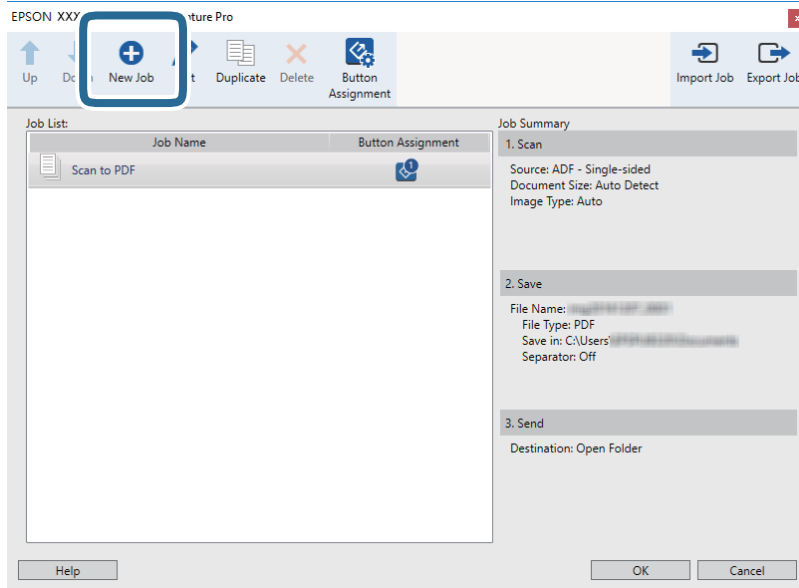 EPSON XXX ture Pro
Up Do n New Job t Duplicate Delete Button Assignment Import Job Export Job
Job List:
Job Name Button Assignment
Scan to PDF 1
Job Summary
1. Scan
Source: ADF - Single-sided
Document Size: Auto Detect
Image Type: Auto
2. Save
File Name:
File Type: PDF
Save in: C:\Users\
Separator: Off
3. Send
Destination: Open Folder
Help OK Cancel